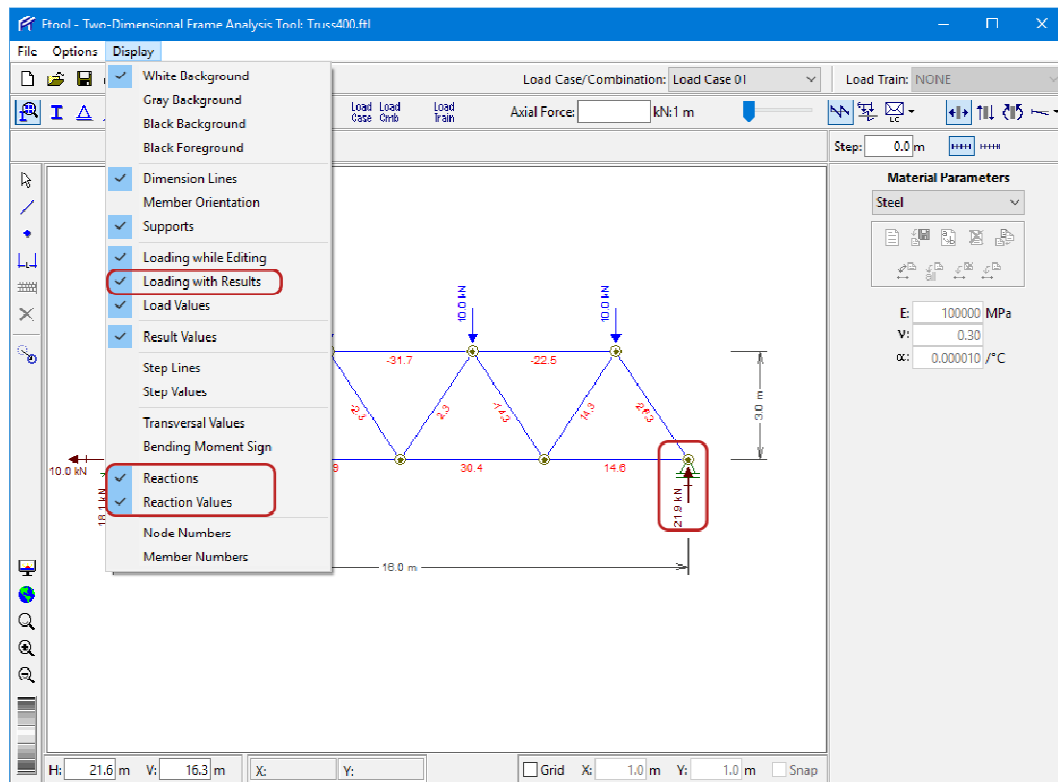 Ftool - Two-Dimensional Frame Analysis Tool: Truss400.ftl
File Options Display
Load Case/Combination: Load Case 01 Load Train: NONE
Load Case Load Cmb Load Train Axial Force: kN:1 m LC
Step: 0.0 m
White Background
Gray Background
Black Background
Black Foreground
Dimension Lines
Member Orientation
Supports
Loading while Editing
Loading with Results
Load Values
Result Values
Step Lines
Step Values
Transversal Values
Bending Moment Sign
Reactions
Reaction Values
Node Numbers
Member Numbers
10.0 kN 10.0 kN
-31.7 -22.5
2.3 14.3
3.0 m
10.0 kN
30.4 14.6
21.9 kN
16.0 m
Material Parameters
Steel
all
E: 100000 MPa
ν: 0.30
α: 0.000010 /°C
H: 21.6 m V: 16.3 m X: Y: Grid X: 1.0 m Y: 1.0 m Snap